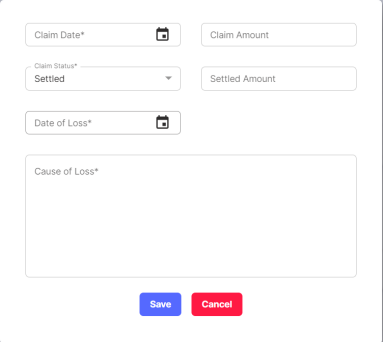 Claim Date*
Claim Amount
Claim Status*
Settled
Settled Amount
Date of Loss*
Cause of Loss*
Save
Cancel